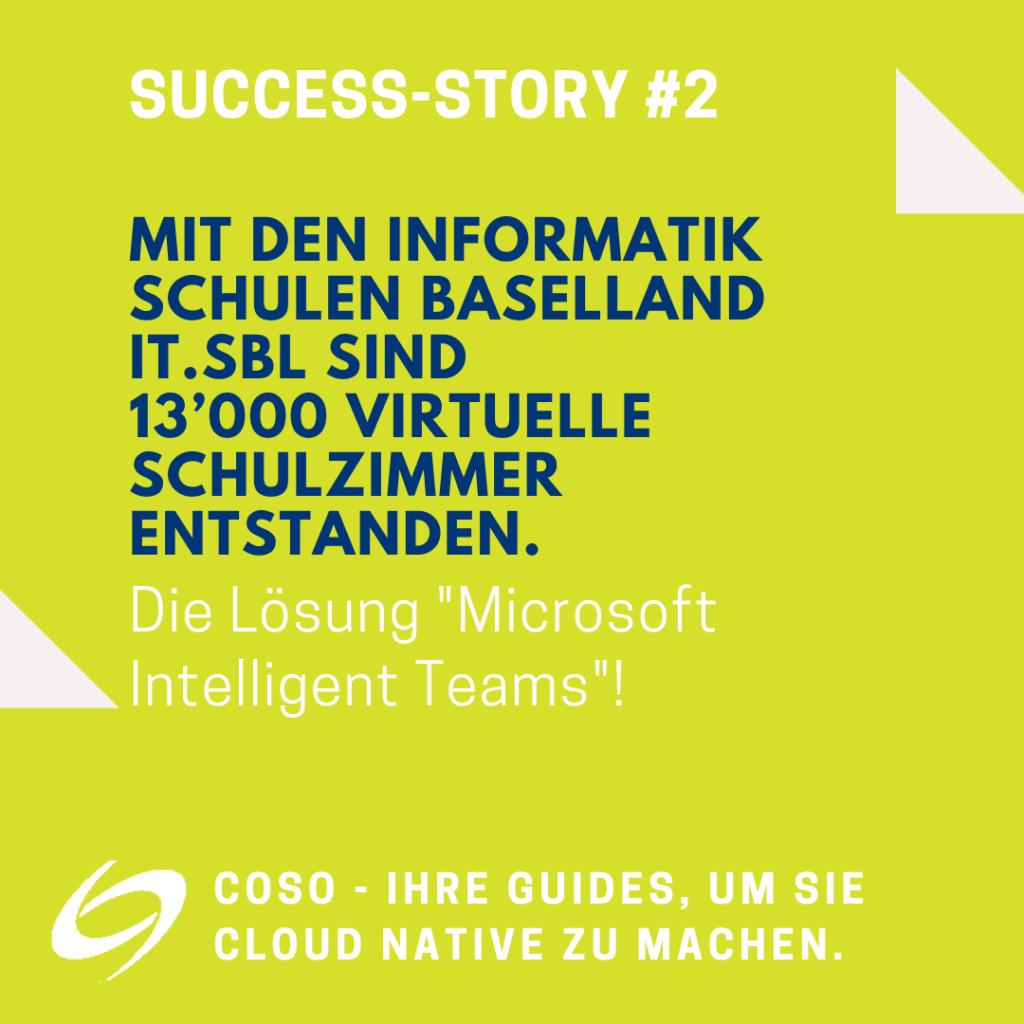 SUCCESS-STORY #2
MIT DEN INFORMATIK
SCHULEN BASELLAND
IT.SBL SIND
13’000 VIRTUELLE
SCHULZIMMER
ENTSTANDEN.
Die Lösung "Microsoft
Intelligent Teams"!
COSO - IHRE GUIDES, UM SIE
CLOUD NATIVE ZU MACHEN.